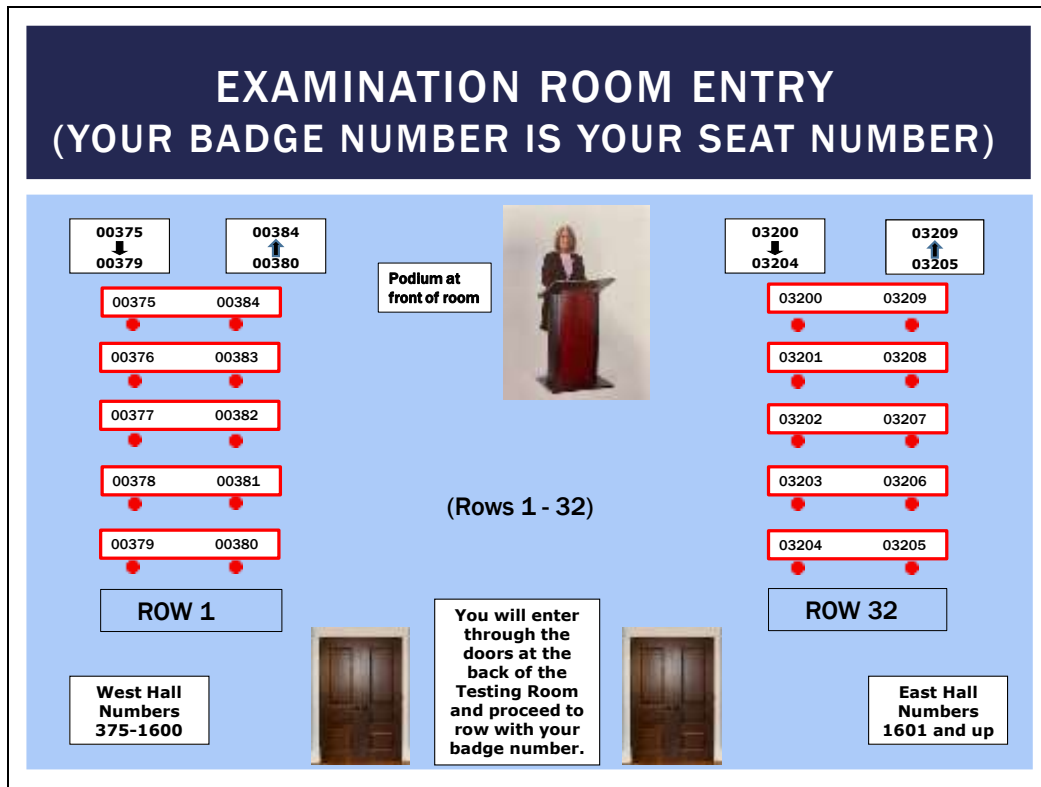 EXAMINATION ROOM ENTRY
(YOUR BADGE NUMBER IS YOUR SEAT NUMBER)
00375
00379
00384
00380
Podium at
front of room
03200
03204
03209
03205
00375 00384
00376 00383
00377 00382
00378 00381
00379 00380
ROW 1
(Rows 1 - 32)
03200 03209
03201 03208
03202 03207
03203 03206
03204 03205
ROW 32
West Hall
Numbers
375-1600
You will enter
through the
doors at the
back of the
Testing Room
and proceed to
row with your
badge number.
East Hall
Numbers
1601 and up